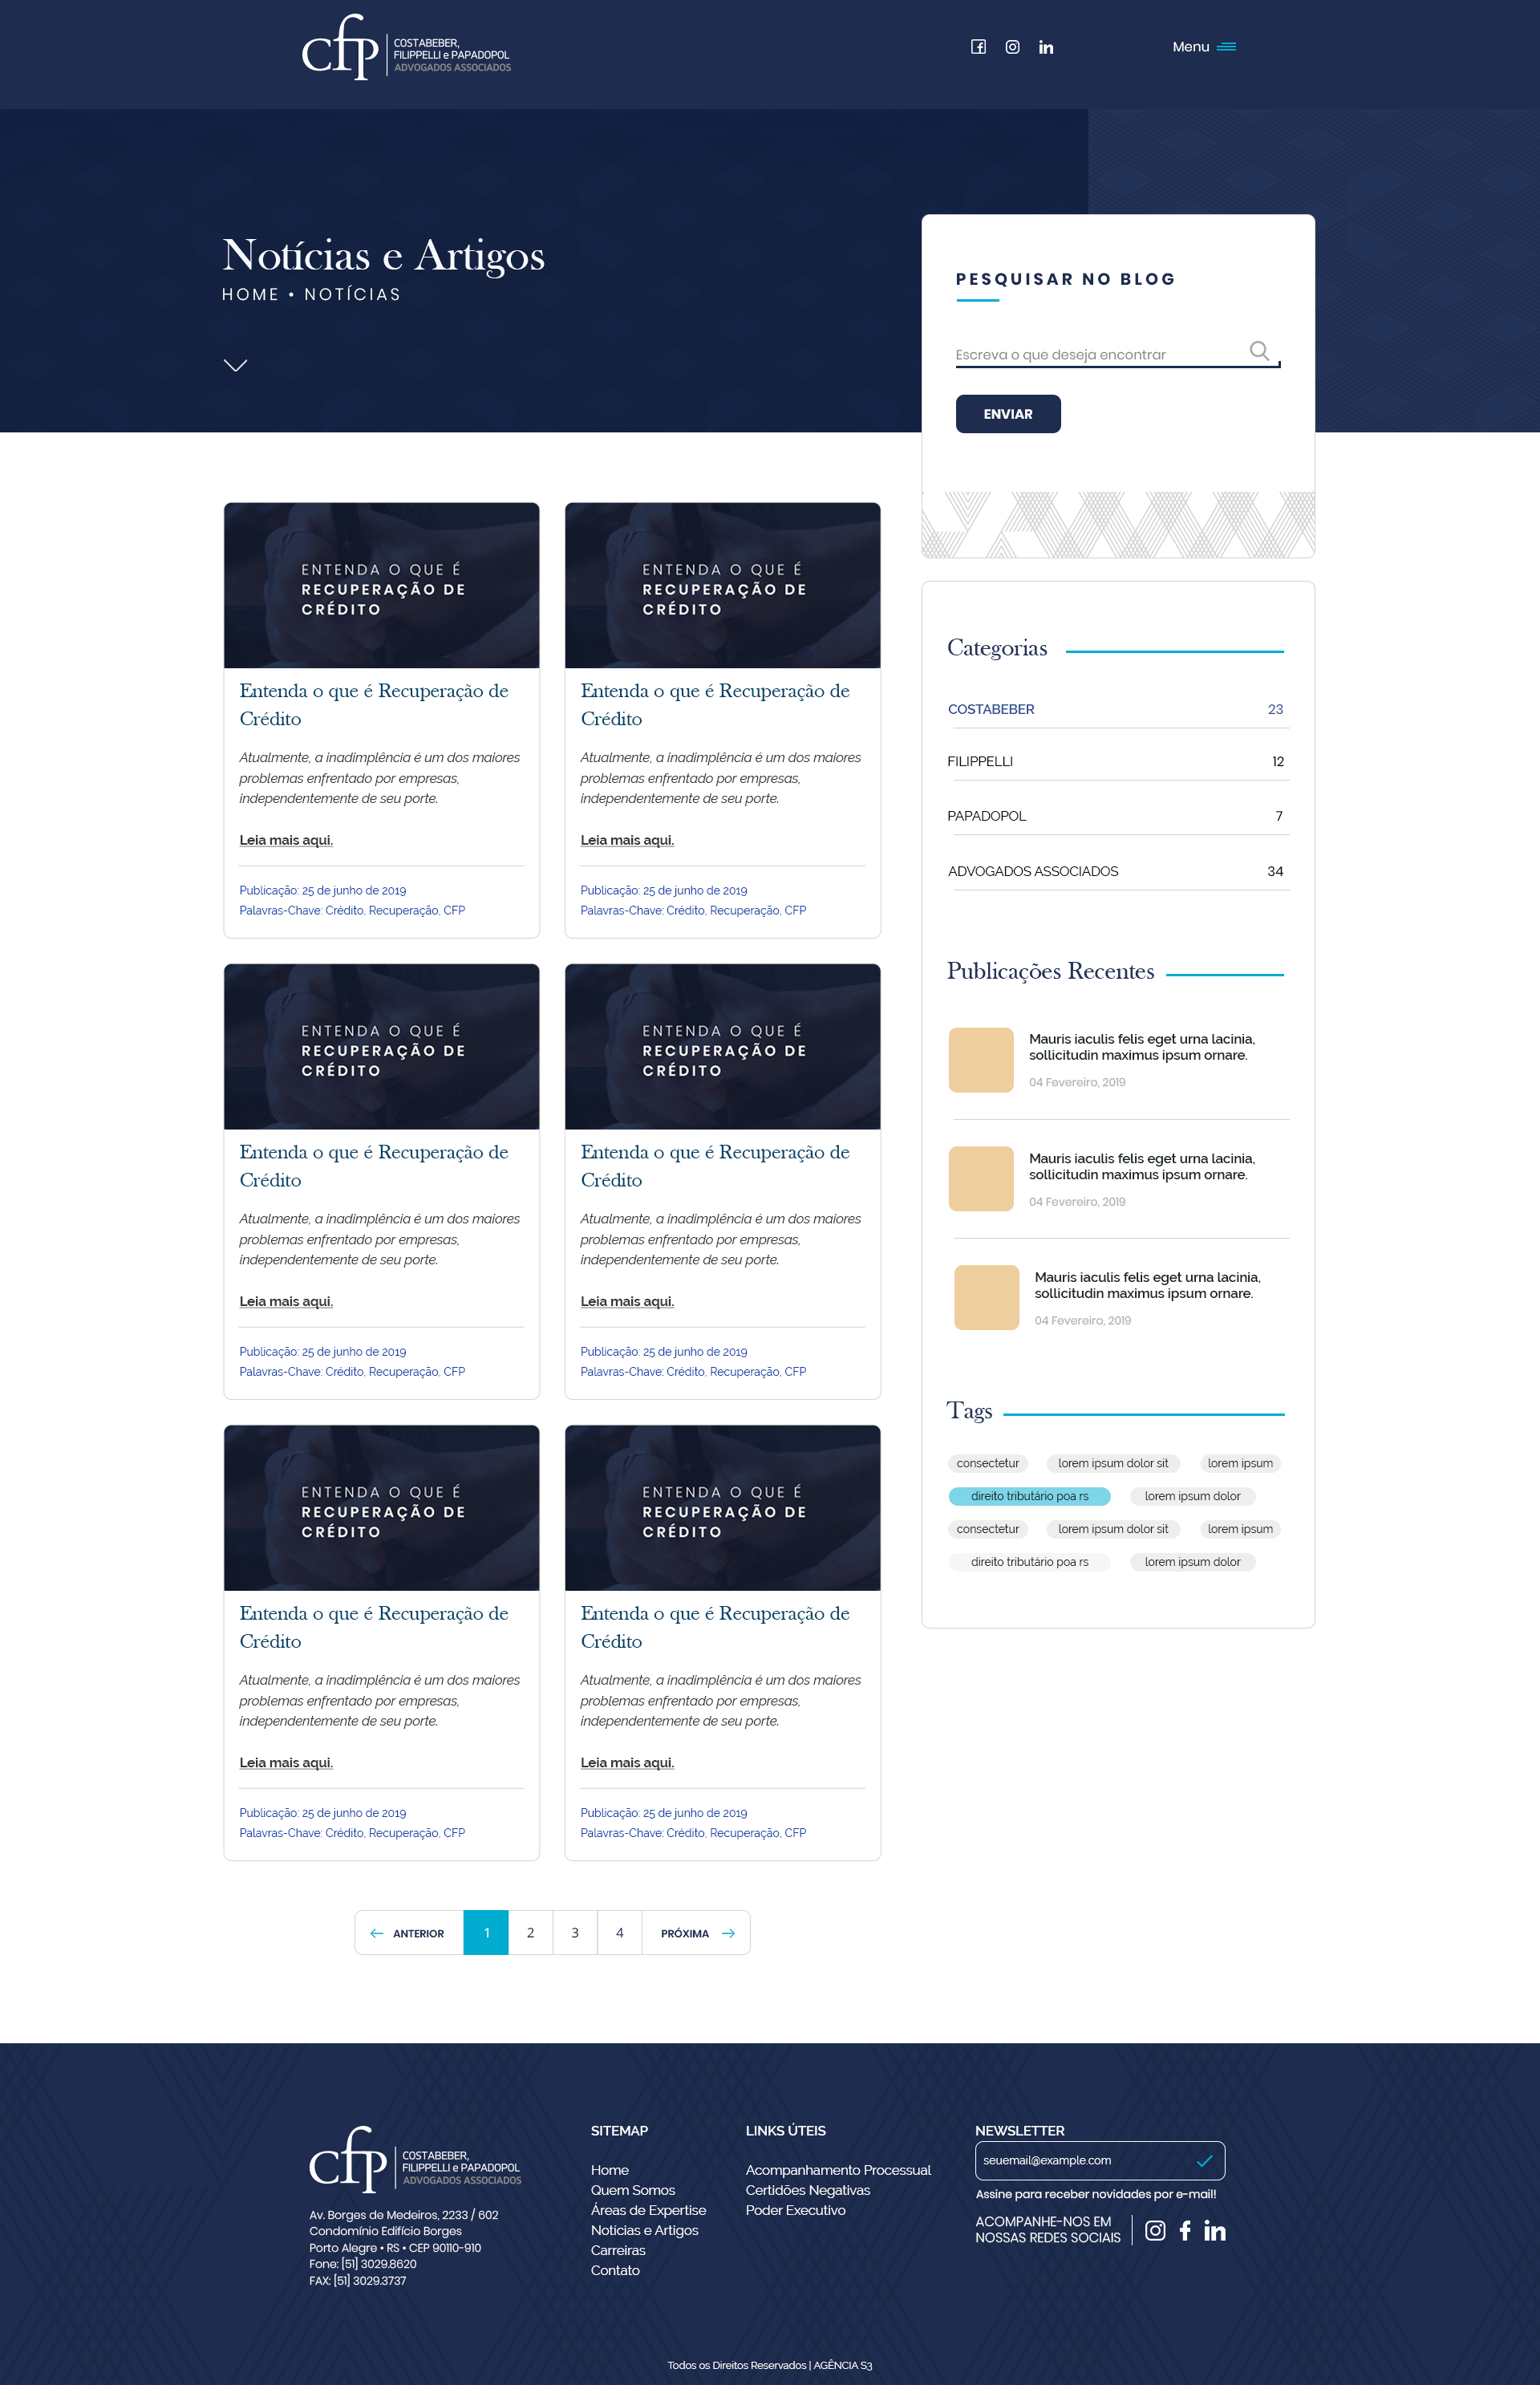 cfp
COSTABEBER,
FILIPPELLI e PAPADOPOL
ADVOGADOS ASSOCIADOS
Menu
Notícias e Artigos
HOME • NOTÍCIAS
PESQUISAR NO BLOG
Escreva o que deseja encontrar
ENVIAR
ENTENDA O QUE É
RECUPERAÇÃO DE
CRÉDITO
Entenda o que é Recuperação de
Crédito
Atualmente, a inadimplência é um dos maiores
problemas enfrentado por empresas,
independentemente de seu porte.
Leia mais aqui.
Publicação: 25 de junho de 2019
Palavras-Chave: Crédito, Recuperação, CFP
ENTENDA O QUE É
RECUPERAÇÃO DE
CRÉDITO
Entenda o que é Recuperação de
Crédito
Atualmente, a inadimplência é um dos maiores
problemas enfrentado por empresas,
independentemente de seu porte.
Leia mais aqui.
Publicação: 25 de junho de 2019
Palavras-Chave: Crédito, Recuperação, CFP
ENTENDA O QUE É
RECUPERAÇÃO DE
CRÉDITO
Entenda o que é Recuperação de
Crédito
Atualmente, a inadimplência é um dos maiores
problemas enfrentado por empresas,
independentemente de seu porte.
Leia mais aqui.
Publicação: 25 de junho de 2019
Palavras-Chave: Crédito, Recuperação, CFP
ENTENDA O QUE É
RECUPERAÇÃO DE
CRÉDITO
Entenda o que é Recuperação de
Crédito
Atualmente, a inadimplência é um dos maiores
problemas enfrentado por empresas,
independentemente de seu porte.
Leia mais aqui.
Publicação: 25 de junho de 2019
Palavras-Chave: Crédito, Recuperação, CFP
ENTENDA O QUE É
RECUPERAÇÃO DE
CRÉDITO
Entenda o que é Recuperação de
Crédito
Atualmente, a inadimplência é um dos maiores
problemas enfrentado por empresas,
independentemente de seu porte.
Leia mais aqui.
Publicação: 25 de junho de 2019
Palavras-Chave: Crédito, Recuperação, CFP
ENTENDA O QUE É
RECUPERAÇÃO DE
CRÉDITO
Entenda o que é Recuperação de
Crédito
Atualmente, a inadimplência é um dos maiores
problemas enfrentado por empresas,
independentemente de seu porte.
Leia mais aqui.
Publicação: 25 de junho de 2019
Palavras-Chave: Crédito, Recuperação, CFP
ANTERIOR 1 2 3 4 PRÓXIMA
Categorias
COSTABEBER 23
FILIPPELLI 12
PAPADOPOL 7
ADVOGADOS ASSOCIADOS 34
Publicações Recentes
Mauris iaculis felis eget urna lacinia,
sollicitudin maximus ipsum ornare.
04 Fevereiro, 2019
Mauris iaculis felis eget urna lacinia,
sollicitudin maximus ipsum ornare.
04 Fevereiro, 2019
Mauris iaculis felis eget urna lacinia,
sollicitudin maximus ipsum ornare.
04 Fevereiro, 2019
Tags
consectetur lorem ipsum dolor sit lorem ipsum
direito tributário poa rs lorem ipsum dolor
consectetur lorem ipsum dolor sit lorem ipsum
direito tributário poa rs lorem ipsum dolor
cfp
COSTABEBER,
FILIPPELLI e PAPADOPOL
ADVOGADOS ASSOCIADOS
Av. Borges de Medeiros, 2233 / 602
Condomínio Edifício Borges
Porto Alegre • RS • CEP 90110-910
Fone: [51] 3029.8620
FAX: [51] 3029.3737
SITEMAP
Home
Quem Somos
Áreas de Expertise
Notícias e Artigos
Carreiras
Contato
LINKS ÚTEIS
Acompanhamento Processual
Certidões Negativas
Poder Executivo
NEWSLETTER
seuemail@example.com
Assine para receber novidades por e-mail!
ACOMPANHE-NOS EM
NOSSAS REDES SOCIAIS
Todos os Direitos Reservados | AGÊNCIA S3